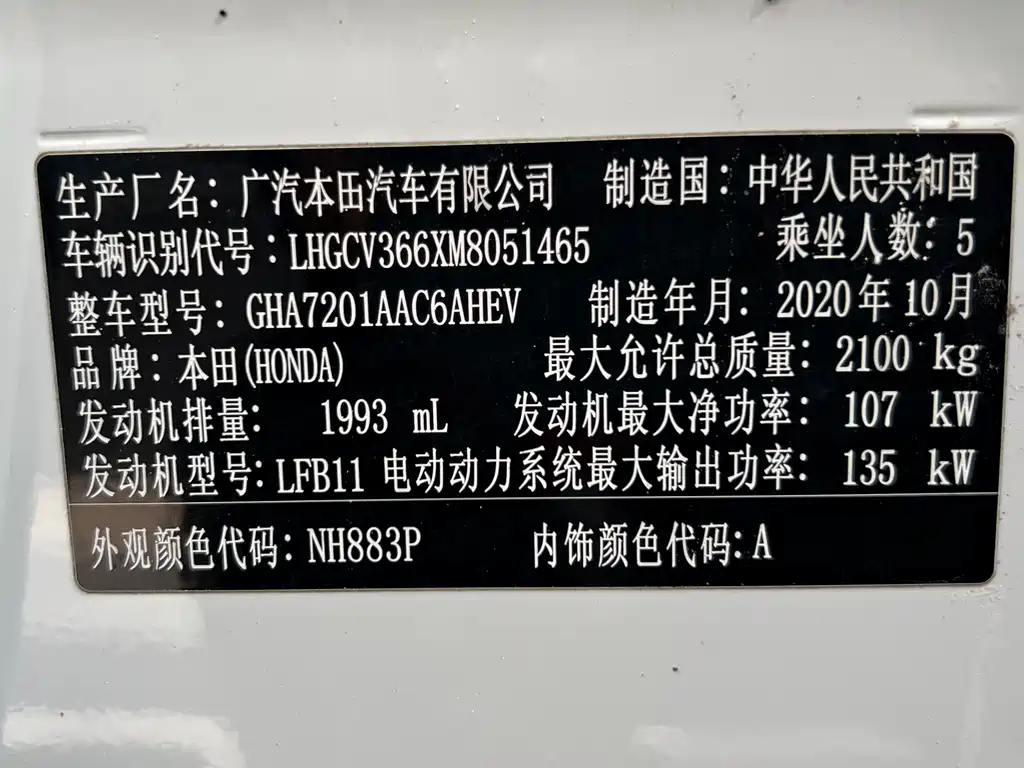 生产厂名：广汽本田汽车有限公司 制造国：中华人民共和国
车辆识别代号：LHGCV366XM8051465 乘坐人数：5
整车型号：GHA7201AAC6AHEV 制造年月：2020年10月
品牌：本田(HONDA) 最大允许总质量：2100 kg
发动机排量： 1993 mL 发动机最大净功率：107 kW
发动机型号：LFB11 电动动力系统最大输出功率：135 kW
外观颜色代码：NH883P 内饰颜色代码：A